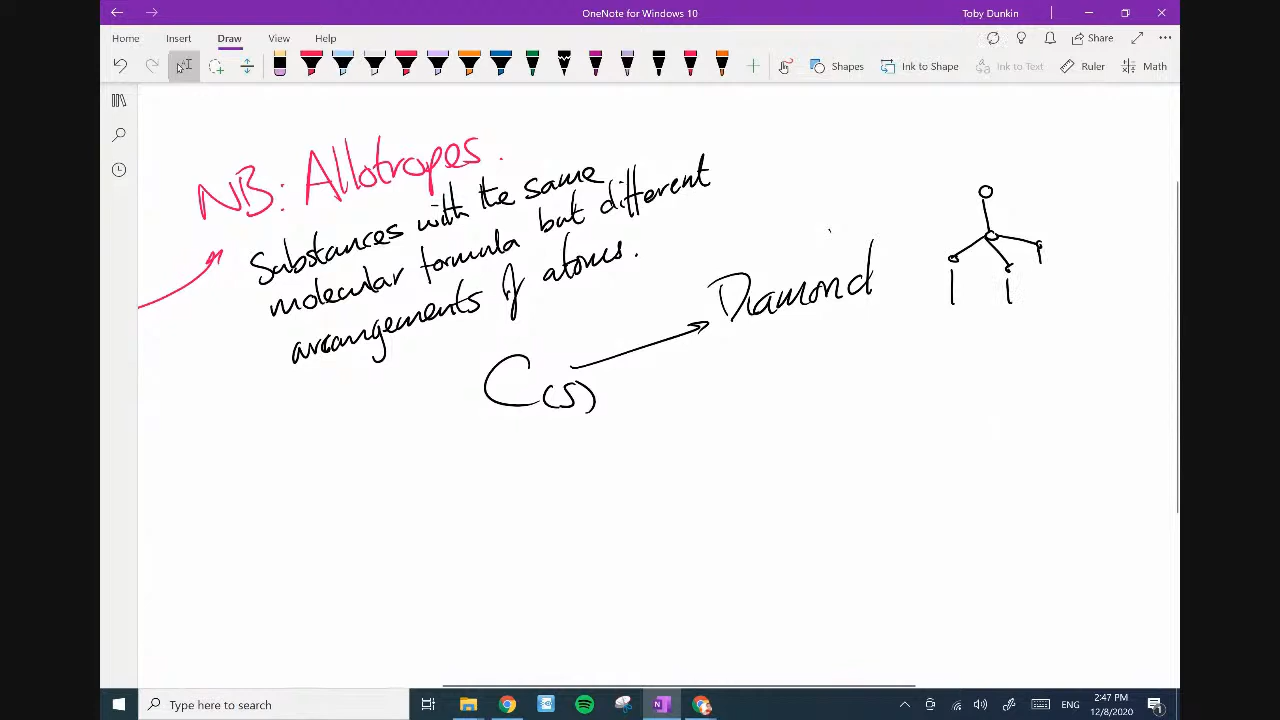 OneNote for Windows 10
Toby Dunkin
Home
Insert
Draw
View
Help
Share
Shapes
Ink to Shape
Ink to Text
Ruler
Math
NB: Allotropes.
Substances with the same
molecular formula but different
arrangements of atoms.
Diamond
C(s)
Type here to search
ENG
2:47 PM
12/8/2020
1